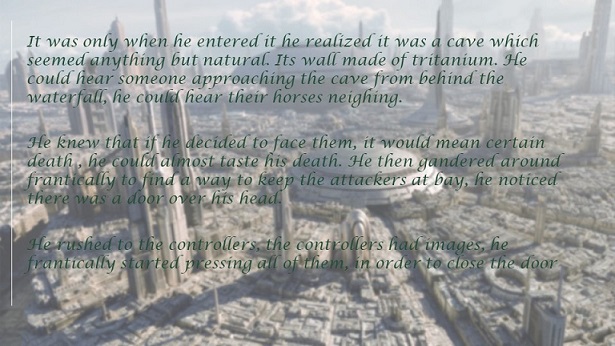 It was only when he entered it he realized it was a cave which
seemed anything but natural. Its wall made of tritanium. He
could hear someone approaching the cave from behind the
waterfall, he could hear their horses neighing.
He knew that if he decided to face them, it would mean certain
death , he could almost taste his death. He then gandered around
frantically to find a way to keep the attackers at bay, he noticed
there was a door over his head.
He rushed to the controllers. the controllers had images, he
frantically started pressing all of them, in order to close the door